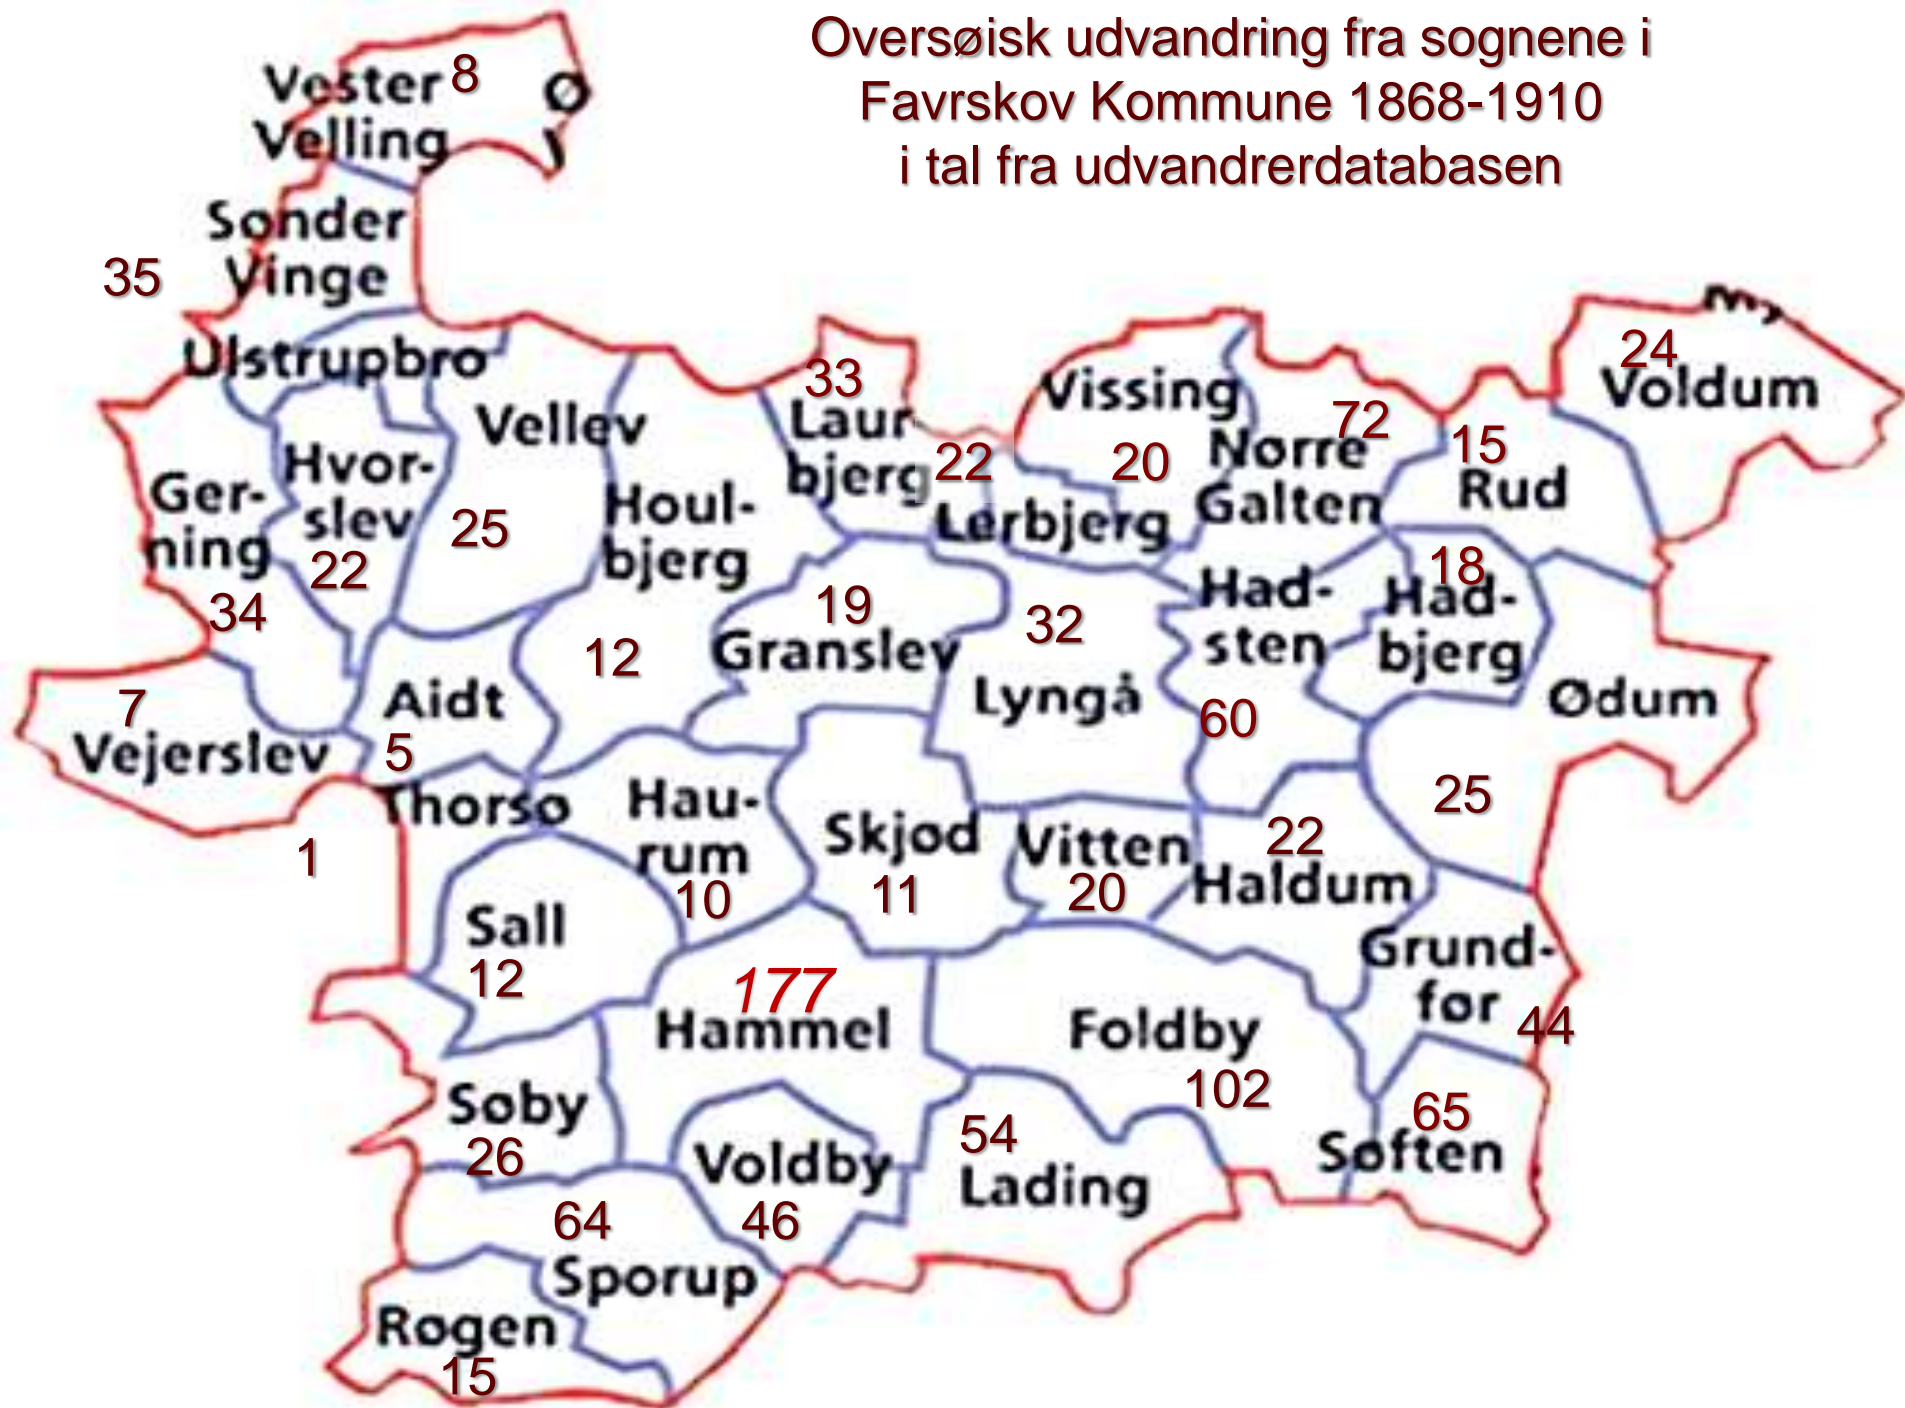 Oversøisk udvandring fra sognene i
Favrskov Kommune 1868-1910
i tal fra udvandrerdatabasen
Vester
Velling
8
Ø
Sonder
Vinge
35
Ulstrupbro
Vellev
25
Hvor-
slev
22
Ger-
ning
34
Houl-
bjerg
12
33
Laur
bjerg
22
Lerbjerg
Vissing
20
72
Nørre
Galten
15
Rud
24
Voldum
18
Had-
bjerg
Had-
sten
60
19
Granslev
32
Lyngå
Ødum
25
7
Vejerslev
Aidt
5
Thorsø
1
Hau-
rum
10
Skjød
11
Vitten
20
22
Haldum
Sall
12
177
Hammel
Foldby
102
Grund-
før
44
Søby
26
Voldby
46
54
Lading
65
Søften
64
Sporup
Røgen
15